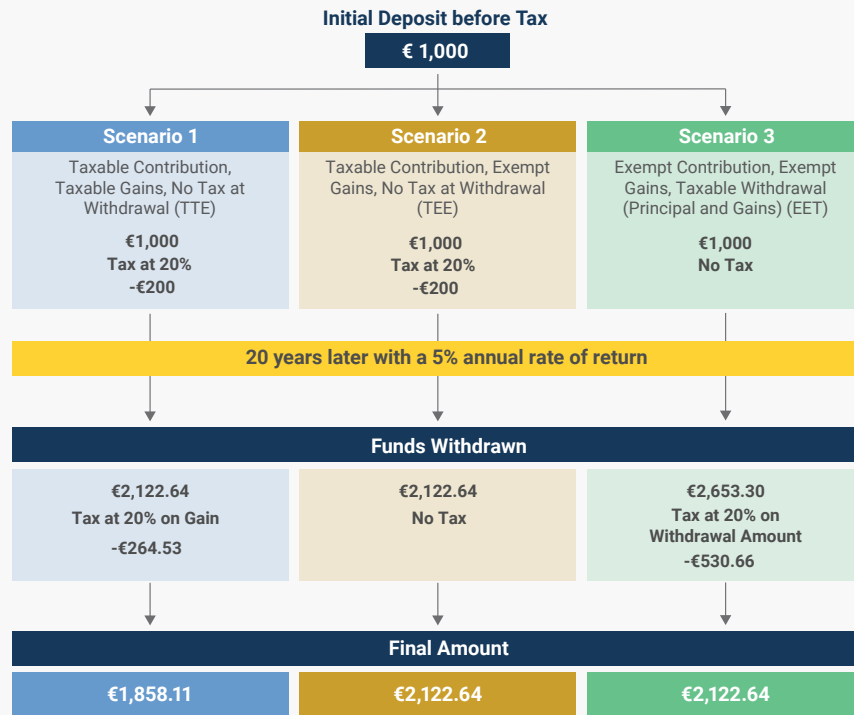 Initial Deposit before Tax
€ 1,000
Scenario 1
Taxable Contribution,
Taxable Gains, No Tax at
Withdrawal (TTE)
€1,000
Tax at 20%
-€200
Scenario 2
Taxable Contribution, Exempt
Gains, No Tax at Withdrawal
(TEE)
€1,000
Tax at 20%
-€200
Scenario 3
Exempt Contribution, Exempt
Gains, Taxable Withdrawal
(Principal and Gains) (EET)
€1,000
No Tax
20 years later with a 5% annual rate of return
Funds Withdrawn
€2,122.64
Tax at 20% on Gain
-€264.53
€2,122.64
No Tax
€2,653.30
Tax at 20% on
Withdrawal Amount
-€530.66
Final Amount
€1,858.11
€2,122.64
€2,122.64